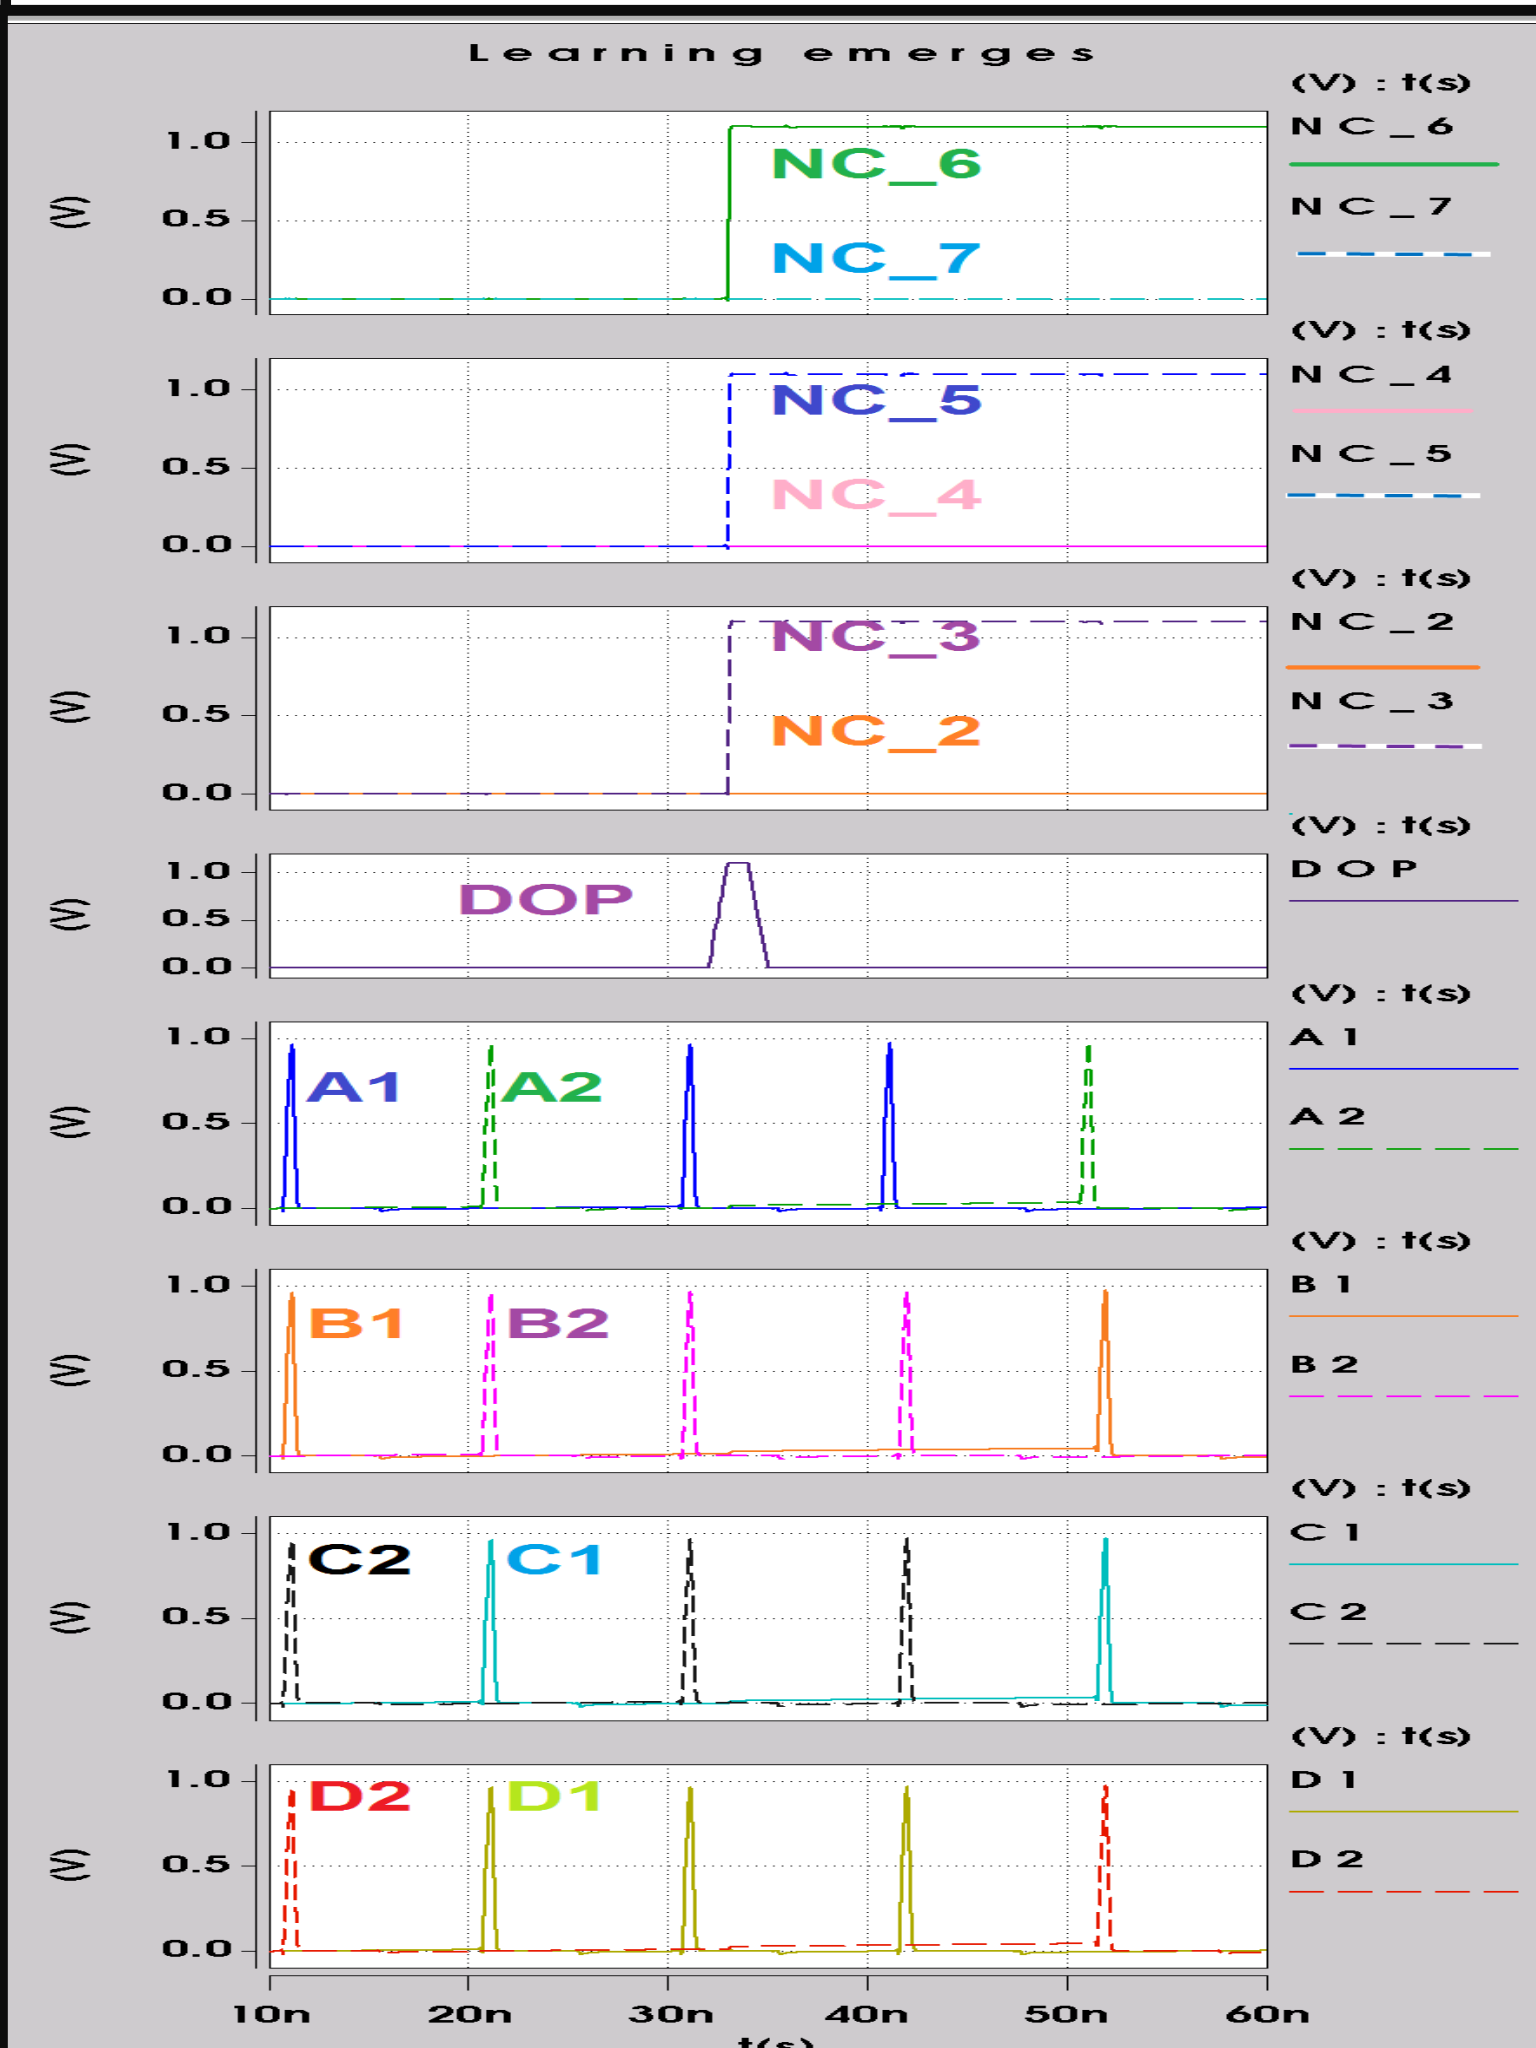 Learning emerges
(V) : t(s)
1.0
NC_6
NC_6
NC_7
(V)
0.5
NC_7
0.0
(V) : t(s)
1.0
NC_5
NC_4
(V)
0.5
NC_5
NC_4
0.0
(V) : t(s)
1.0
NC_3
NC_2
(V)
0.5
NC_2
NC_3
0.0
(V) : t(s)
1.0
DOP
DOP
(V)
0.5
0.0
(V) : t(s)
1.0
A1
A1 A2
A2
(V)
0.5
0.0
(V) : t(s)
1.0
B1
B1 B2
B2
(V)
0.5
0.0
(V) : t(s)
1.0
C1
C2 C1
C2
(V)
0.5
0.0
(V) : t(s)
1.0
D1
D2 D1
D2
(V)
0.5
0.0
10n 20n 30n 40n 50n 60n
t(s)